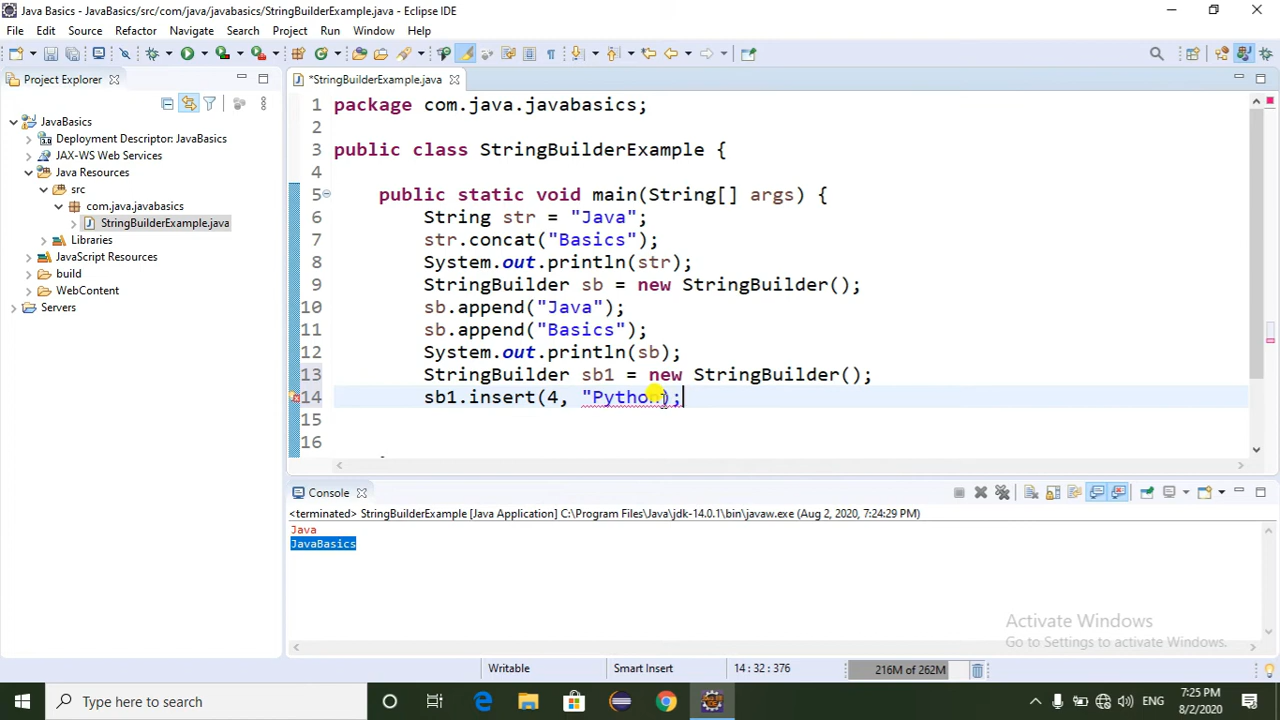 Java Basics - JavaBasics/src/com/java/javabasics/StringBuilderExample.java - Eclipse IDE
File Edit Source Refactor Navigate Search Project Run Window Help
Project Explorer
*StringBuilderExample.java
JavaBasics
Deployment Descriptor: JavaBasics
JAX-WS Web Services
Java Resources
src
com.java.javabasics
StringBuilderExample.java
Libraries
JavaScript Resources
build
WebContent
Servers
1 package com.java.javabasics;
2
3 public class StringBuilderExample {
4
5 public static void main(String[] args) {
6 String str = "Java";
7 str.concat("Basics");
8 System.out.println(str);
9 StringBuilder sb = new StringBuilder();
10 sb.append("Java");
11 sb.append("Basics");
12 System.out.println(sb);
13 StringBuilder sb1 = new StringBuilder();
14 sb1.insert(4, "Python);
15
16
Console
<terminated> StringBuilderExample [Java Application] C:\Program Files\Java\jdk-14.0.1\bin\javaw.exe (Aug 2, 2020, 7:24:29 PM)
Java
JavaBasics
Activate Windows
Go to Settings to activate Windows.
Writable Smart Insert 14 : 32 : 376 216M of 262M
Type here to search
ENG
7:25 PM
8/2/2020